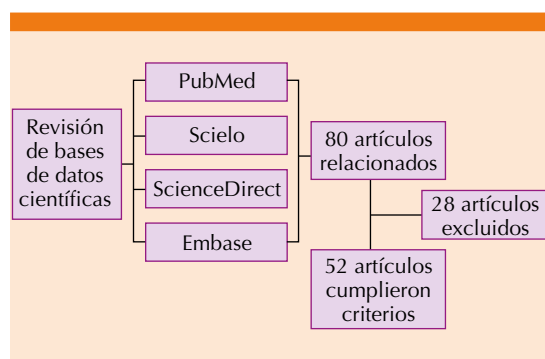 Revisión
de bases
de datos
científicas
PubMed
Scielo
ScienceDirect
Embase
80 artículos
relacionados
28 artículos
excluidos
52 artículos
cumplieron
criterios